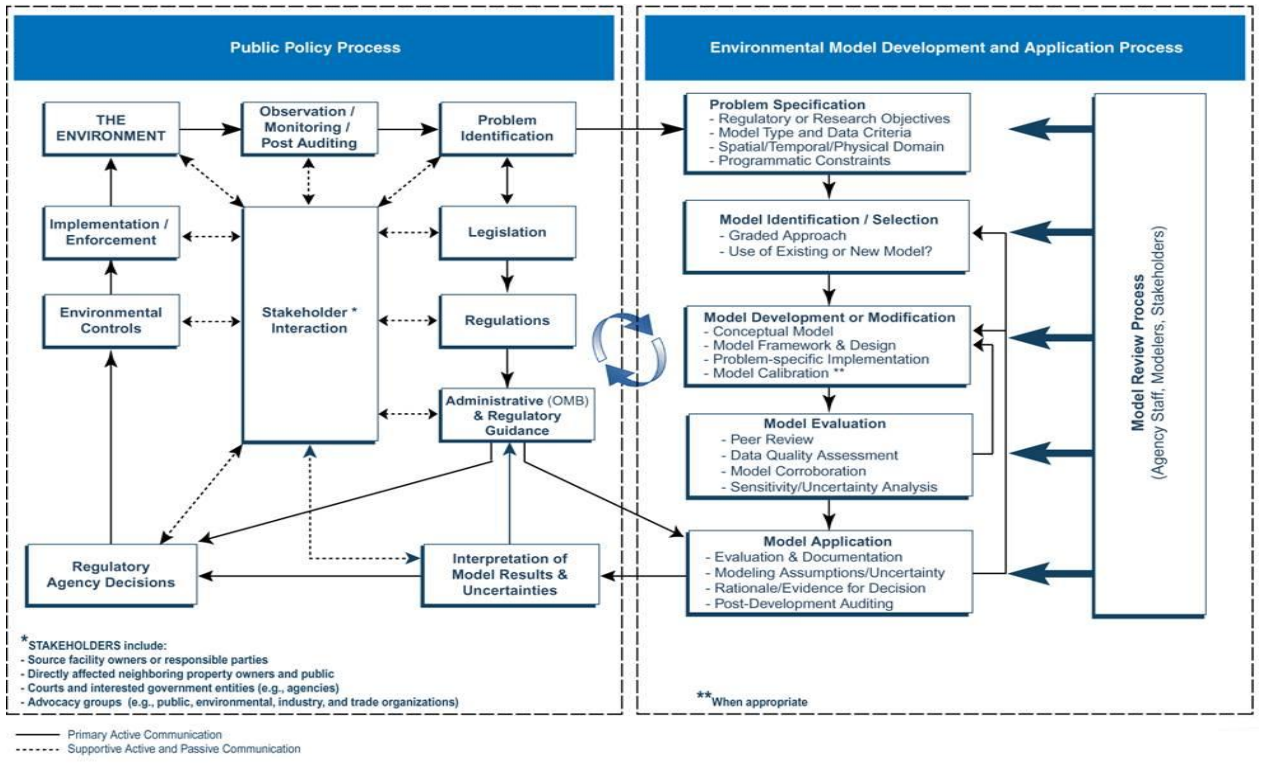 Public Policy Process
THE
ENVIRONMENT
Observation /
Monitoring /
Post Auditing
Problem
Identification
Implementation /
Enforcement
Legislation
Environmental
Controls
Stakeholder *
Interaction
Regulations
Administrative (OMB)
& Regulatory
Guidance
Regulatory
Agency Decisions
Interpretation of
Model Results &
Uncertainties
*STAKEHOLDERS include:
- Source facility owners or responsible parties
- Directly affected neighboring property owners and public
- Courts and interested government entities (e.g., agencies)
- Advocacy groups (e.g., public, environmental, industry, and trade organizations)
Environmental Model Development and Application Process
Problem Specification
- Regulatory or Research Objectives
- Model Type and Data Criteria
- Spatial/Temporal/Physical Domain
- Programmatic Constraints
Model Identification / Selection
- Graded Approach
- Use of Existing or New Model?
Model Development or Modification
- Conceptual Model
- Model Framework & Design
- Problem-specific Implementation
- Model Calibration **
Model Evaluation
- Peer Review
- Data Quality Assessment
- Model Corroboration
- Sensitivity/Uncertainty Analysis
Model Application
- Evaluation & Documentation
- Modeling Assumptions/Uncertainty
- Rationale/Evidence for Decision
- Post-Development Auditing
Model Review Process
(Agency Staff, Modelers, Stakeholders)
**When appropriate
Primary Active Communication
Supportive Active and Passive Communication